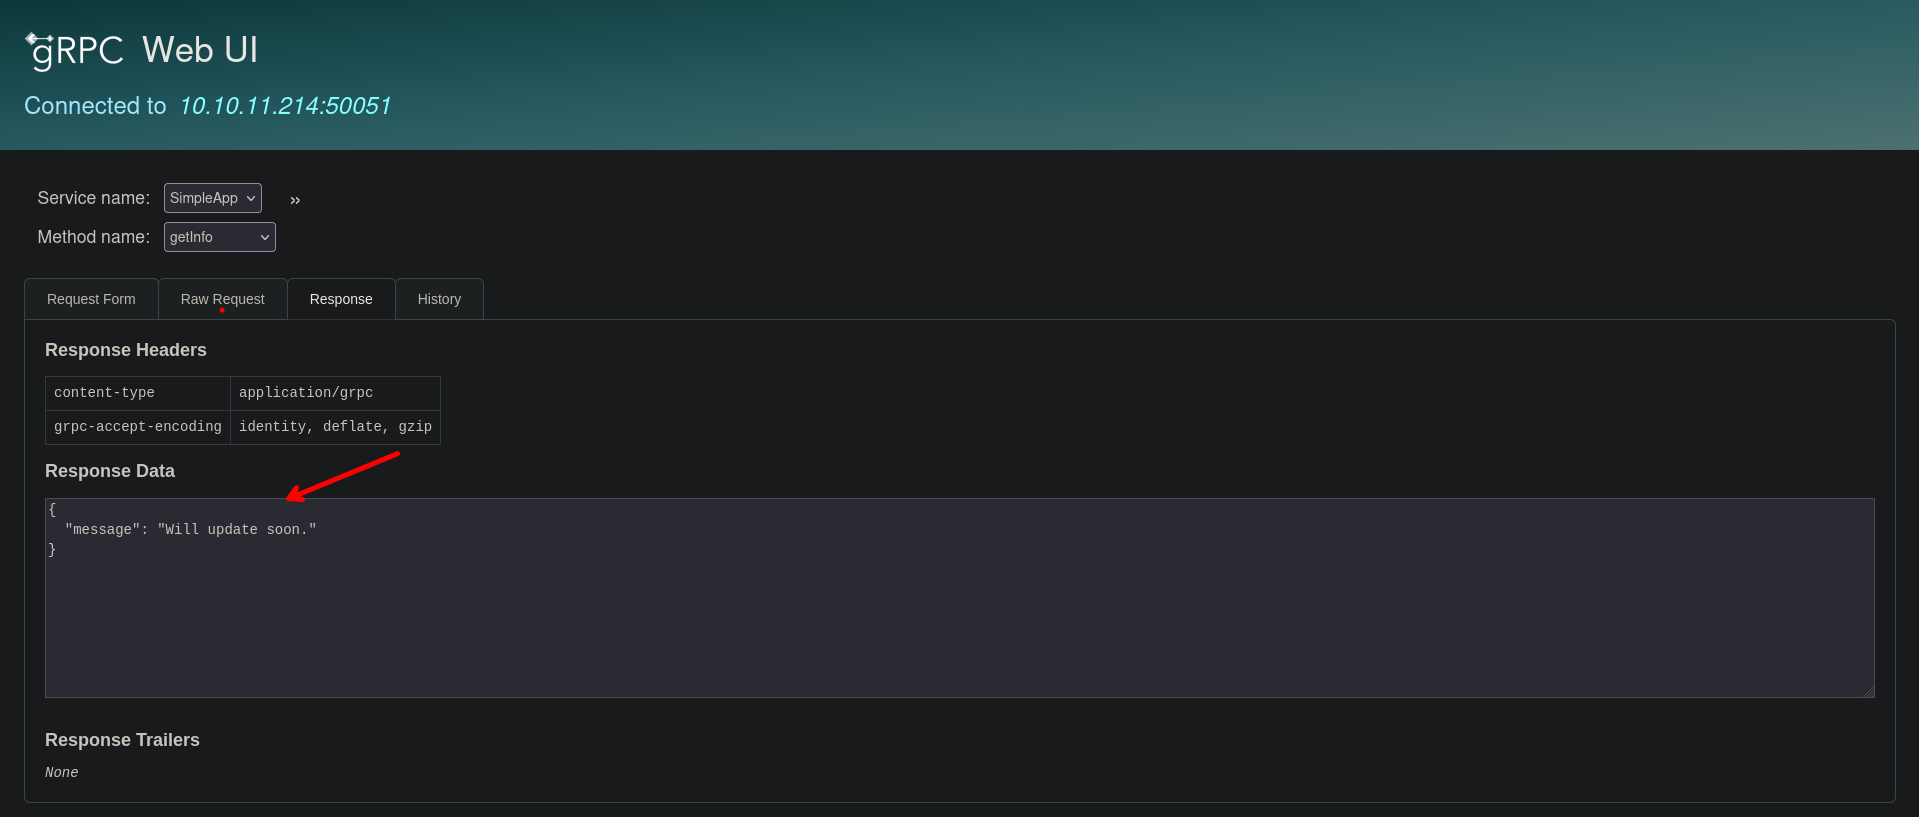 gRPC Web UI
Connected to 10.10.11.214:50051
Service name: SimpleApp »
Method name: getInfo
Request Form Raw Request Response History
Response Headers
content-type application/grpc
grpc-accept-encoding identity, deflate, gzip
Response Data
{
"message": "Will update soon."
}
Response Trailers
None